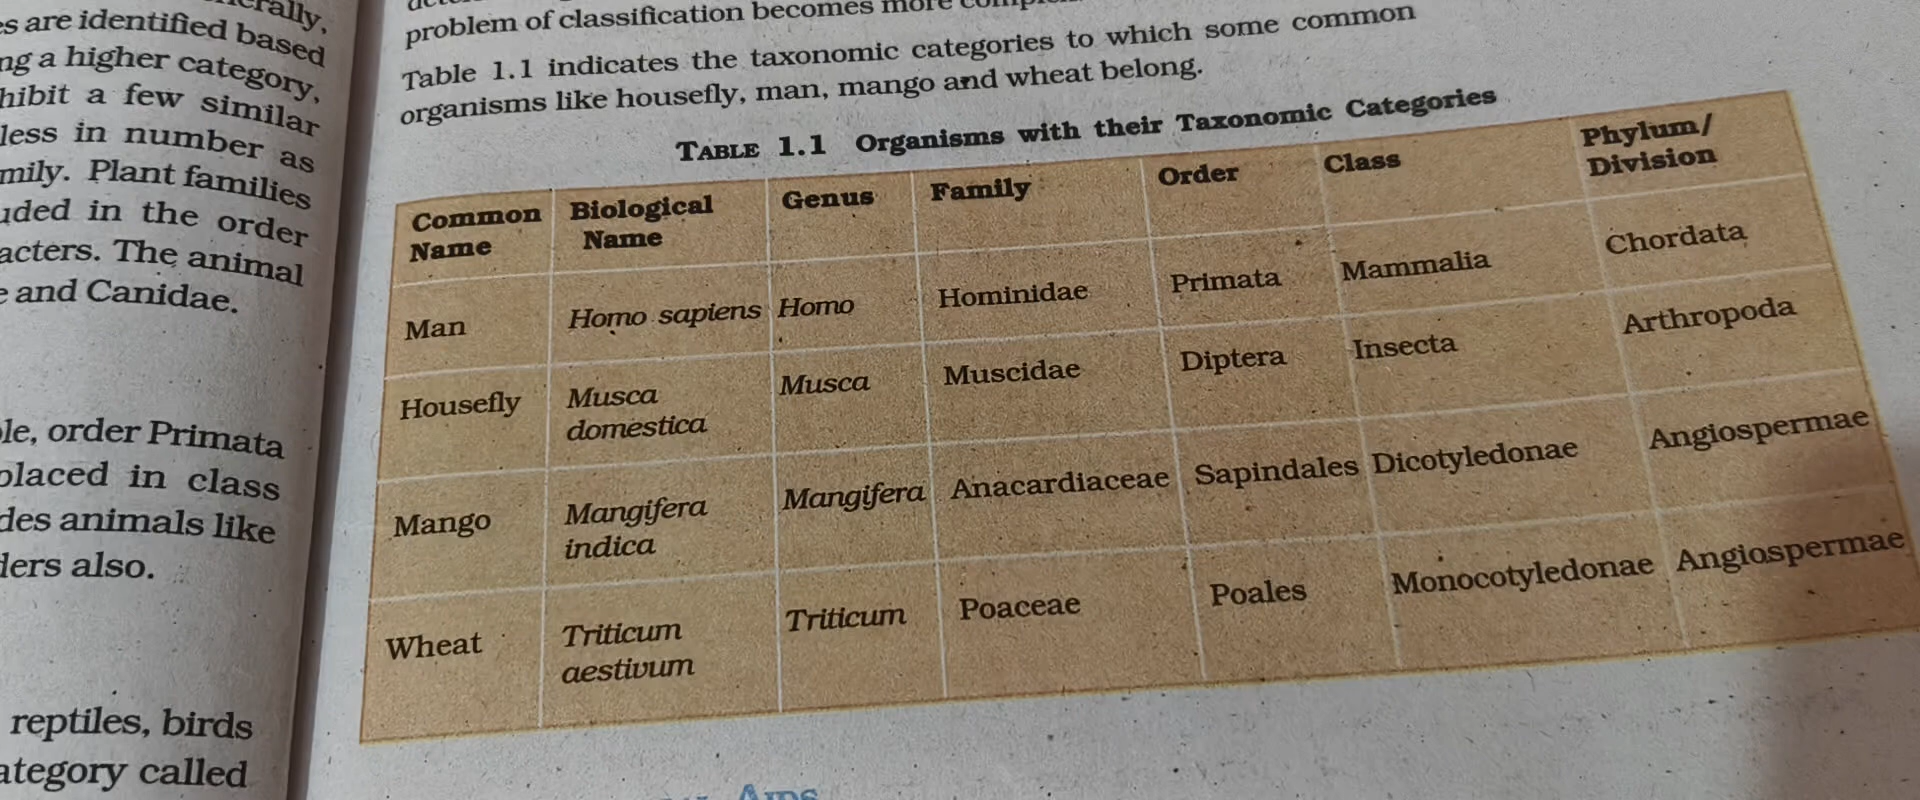 es are identified based
ng a higher category,
hibit a few similar
less in number as
mily. Plant families
uded in the order
acters. The animal
e and Canidae.
le, order Primata
placed in class
des animals like
ders also.
reptiles, birds
ategory called
problem of classification becomes more
Table 1.1 indicates the taxonomic categories to which some common
organisms like housefly, man, mango and wheat belong.
TABLE 1.1 Organisms with their Taxonomic Categories
Common Name Biological Name Genus Family Order Class Phylum/ Division
Man Homo sapiens Homo Hominidae Primata Mammalia Chordata
Housefly Musca domestica Musca Muscidae Diptera Insecta Arthropoda
Mango Mangifera indica Mangifera Anacardiaceae Sapindales Dicotyledonae Angiospermae
Wheat Triticum aestivum Triticum Poaceae Poales Monocotyledonae Angiospermae